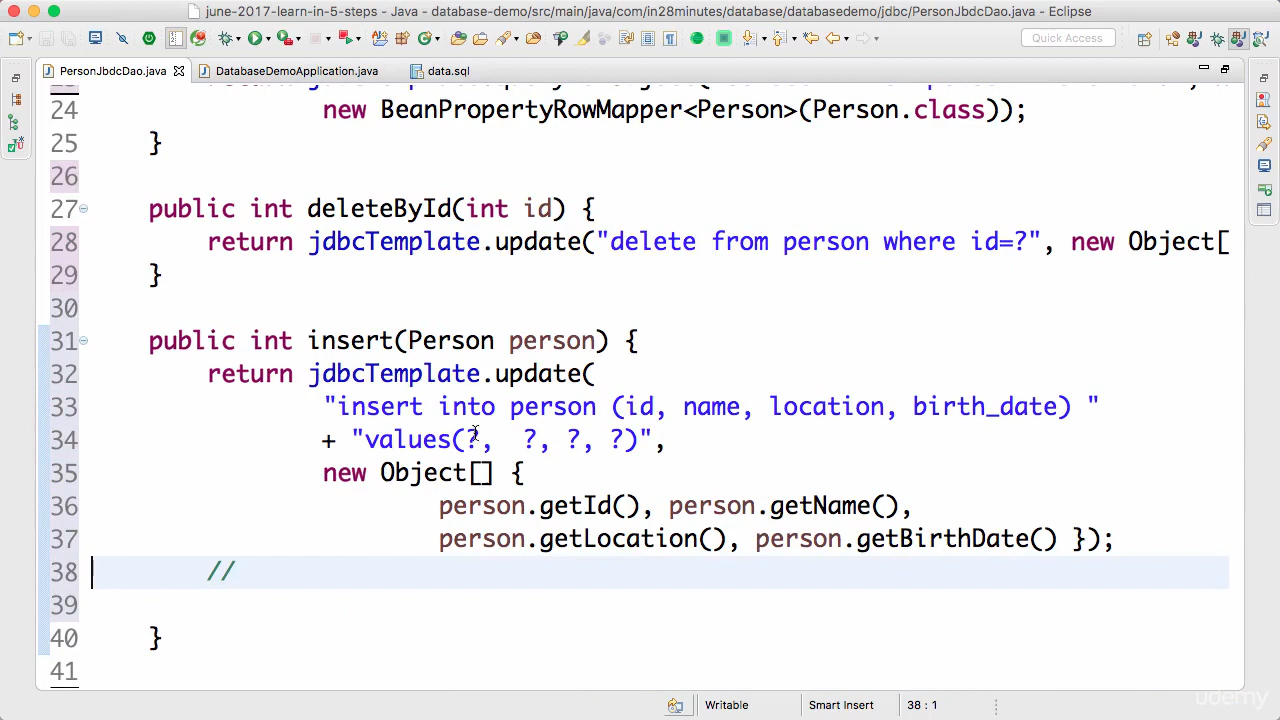 june-2017-learn-in-5-steps - Java - database-demo/src/main/java/com/in28minutes/database/databasedemo/jdbc/PersonJbdcDao.java - Eclipse
Quick Access
PersonJbdcDao.java DatabaseDemoApplication.java data.sql
24 new BeanPropertyRowMapper<Person>(Person.class));
25 }
26
27 public int deleteById(int id) {
28 return jdbcTemplate.update("delete from person where id=?", new Object[
29 }
30
31 public int insert(Person person) {
32 return jdbcTemplate.update(
33 "insert into person (id, name, location, birth_date) "
34 + "values(?, ?, ?, ?)",
35 new Object[] {
36 person.getId(), person.getName(),
37 person.getLocation(), person.getBirthDate() });
38 //
39
40 }
41
Writable Smart Insert 38 : 1
udemy